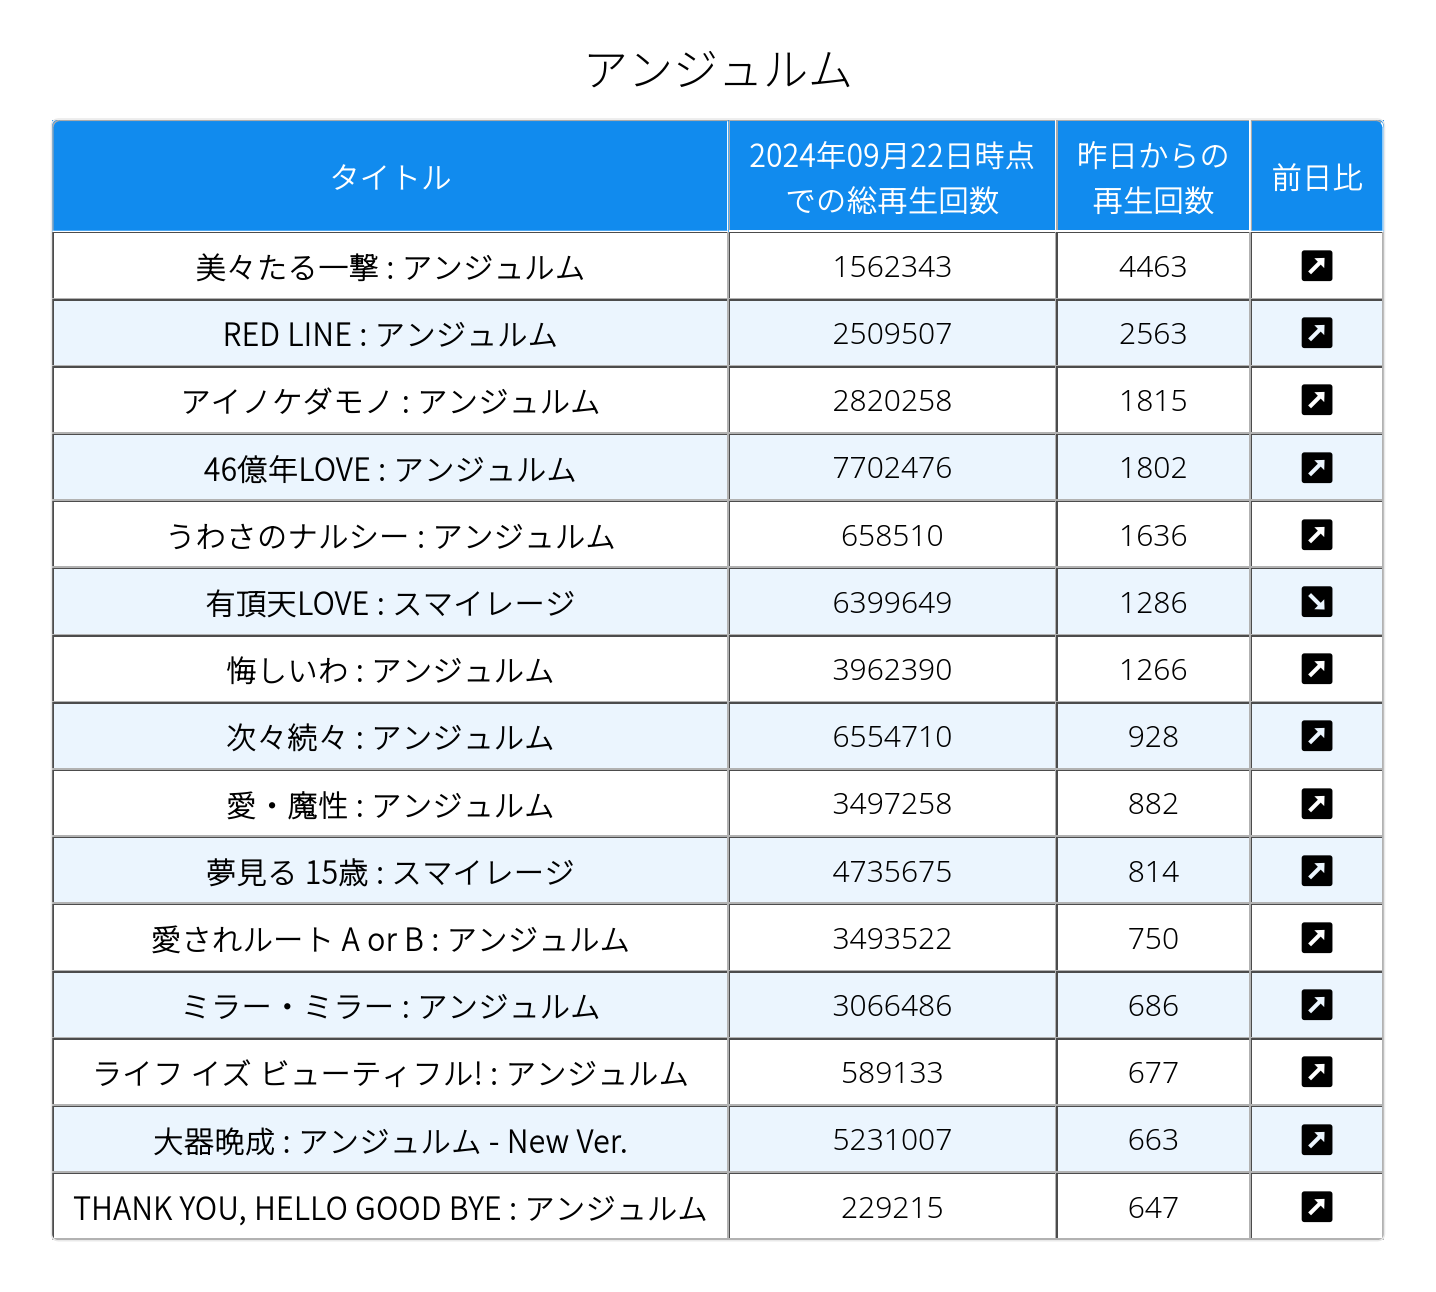 アンジュルム
タイトル 2024年09月22日時点での総再生回数 昨日からの再生回数 前日比
美々たる一撃 : アンジュルム 1562343 4463
RED LINE : アンジュルム 2509507 2563
アイノケダモノ : アンジュルム 2820258 1815
46億年LOVE : アンジュルム 7702476 1802
うわさのナルシー : アンジュルム 658510 1636
有頂天LOVE : スマイレージ 6399649 1286
悔しいわ : アンジュルム 3962390 1266
次々続々 : アンジュルム 6554710 928
愛・魔性 : アンジュルム 3497258 882
夢見る 15歳 : スマイレージ 4735675 814
愛されルート A or B : アンジュルム 3493522 750
ミラー・ミラー : アンジュルム 3066486 686
ライフ イズ ビューティフル! : アンジュルム 589133 677
大器晩成 : アンジュルム - New Ver. 5231007 663
THANK YOU, HELLO GOOD BYE : アンジュルム 229215 647